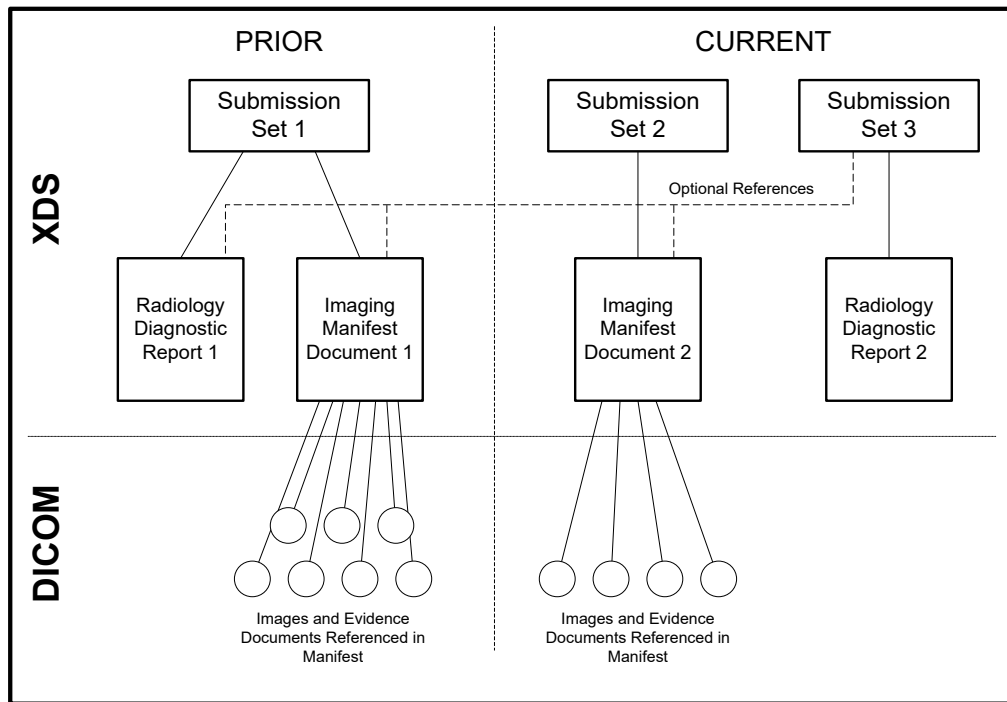 PRIOR
CURRENT
Submission
Set 1
Submission
Set 2
Submission
Set 3
XDS
Optional References
Radiology
Diagnostic
Report 1
Imaging
Manifest
Document 1
Imaging
Manifest
Document 2
Radiology
Diagnostic
Report 2
DICOM
Images and Evidence
Documents Referenced in
Manifest
Images and Evidence
Documents Referenced in
Manifest